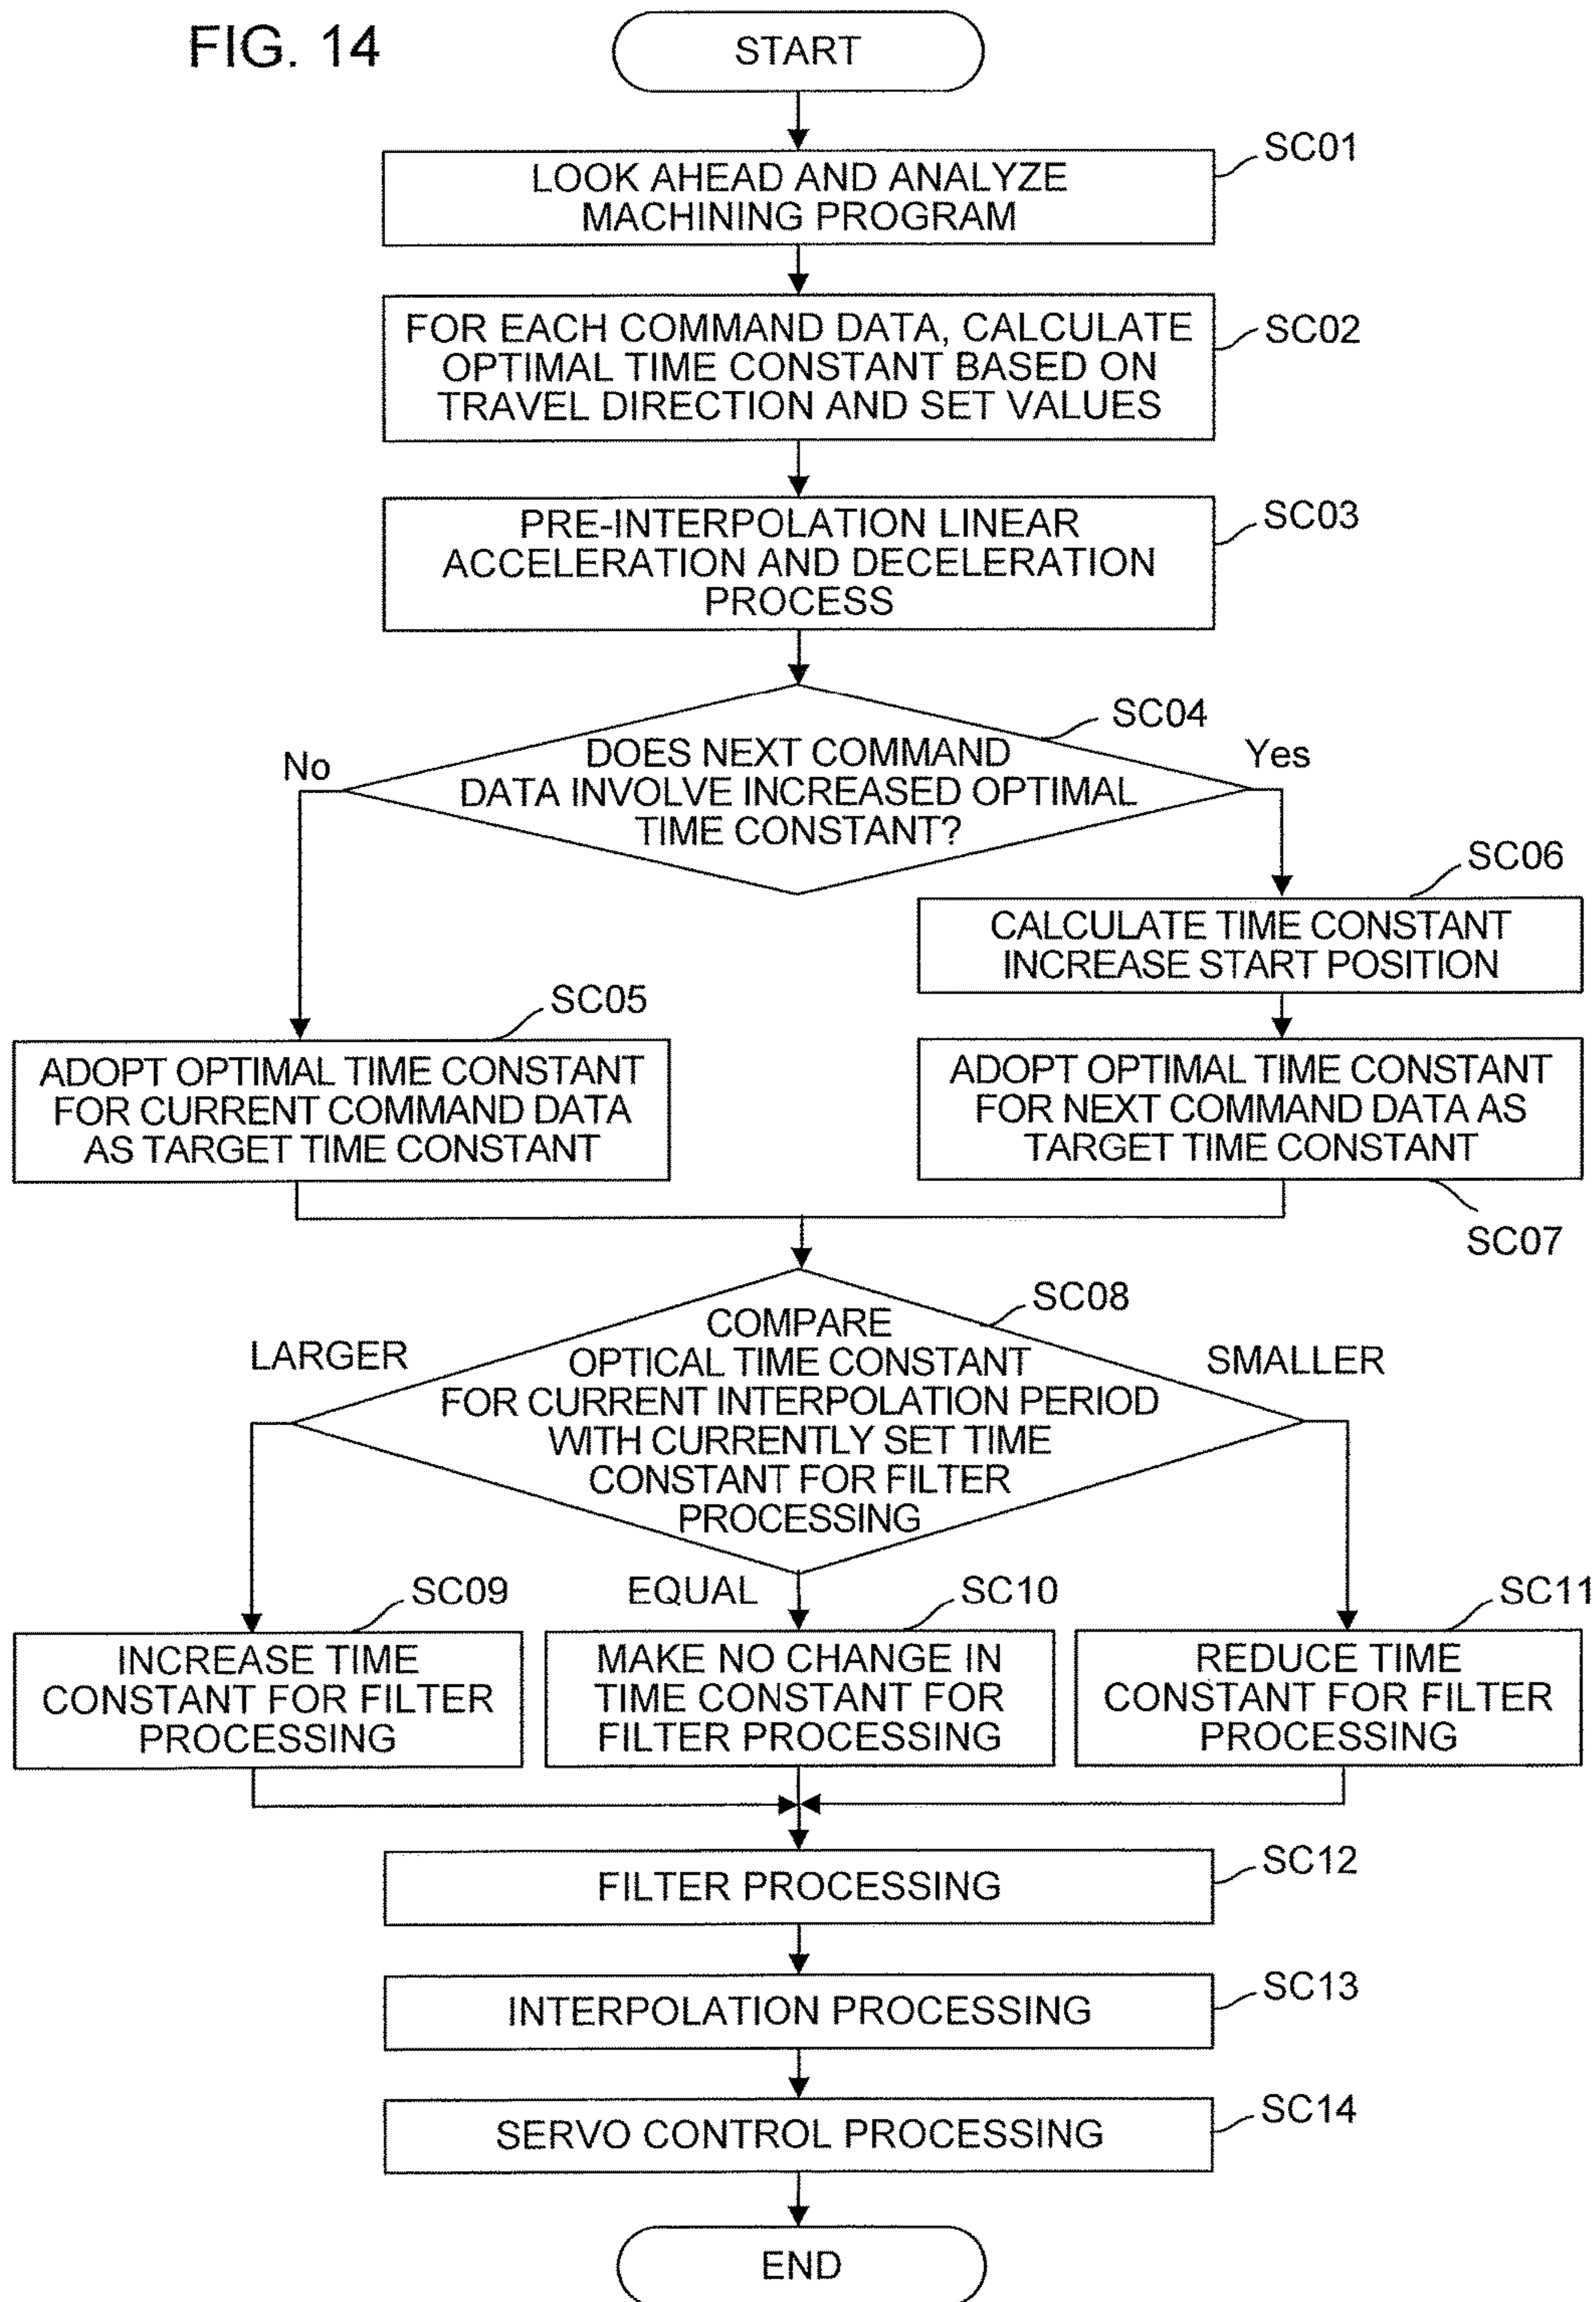 FIG. 14
START
SC01
LOOK AHEAD AND ANALYZE
MACHINING PROGRAM
SC02
FOR EACH COMMAND DATA, CALCULATE
OPTIMAL TIME CONSTANT BASED ON
TRAVEL DIRECTION AND SET VALUES
SC03
PRE-INTERPOLATION LINEAR
ACCELERATION AND DECELERATION
PROCESS
SC04
No
DOES NEXT COMMAND
DATA INVOLVE INCREASED OPTIMAL
TIME CONSTANT?
Yes
SC06
CALCULATE TIME CONSTANT
INCREASE START POSITION
SC05
ADOPT OPTIMAL TIME CONSTANT
FOR CURRENT COMMAND DATA
AS TARGET TIME CONSTANT
ADOPT OPTIMAL TIME CONSTANT
FOR NEXT COMMAND DATA AS
TARGET TIME CONSTANT
SC07
SC08
LARGER
COMPARE
OPTICAL TIME CONSTANT
FOR CURRENT INTERPOLATION PERIOD
WITH CURRENTLY SET TIME
CONSTANT FOR FILTER
PROCESSING
SMALLER
SC09
INCREASE TIME
CONSTANT FOR FILTER
PROCESSING
EQUAL
SC10
MAKE NO CHANGE IN
TIME CONSTANT FOR
FILTER PROCESSING
SC11
REDUCE TIME
CONSTANT FOR FILTER
PROCESSING
SC12
FILTER PROCESSING
SC13
INTERPOLATION PROCESSING
SC14
SERVO CONTROL PROCESSING
END